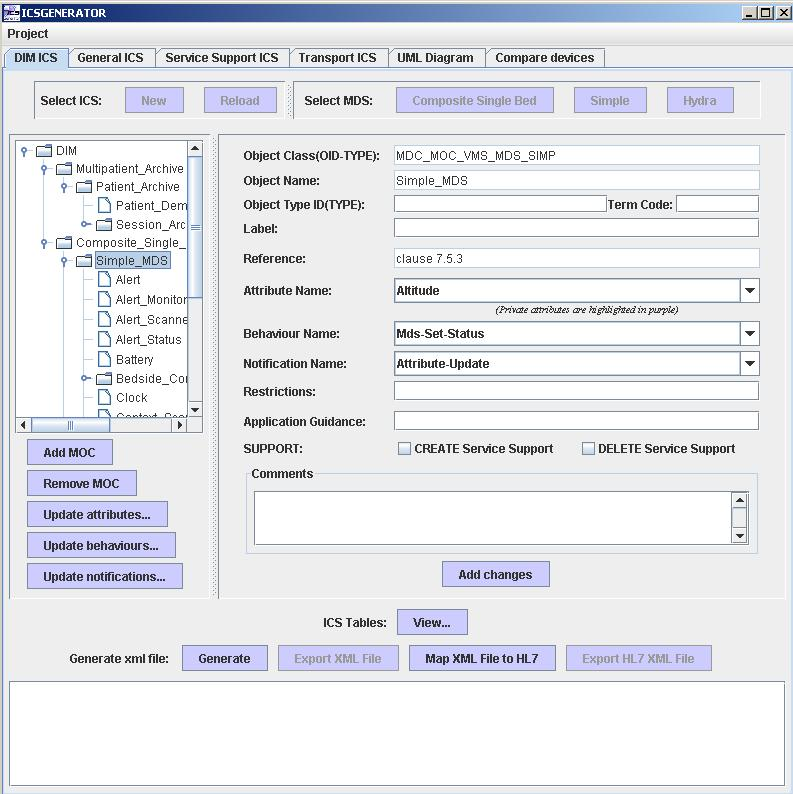 ICSGENERATOR
Project
DIM ICS General ICS Service Support ICS Transport ICS UML Diagram Compare devices
Select ICS: New Reload Select MDS: Composite Single Bed Simple Hydra
DIM
Multipatient_Archive
Patient_Archive
Patient_Dem
Session_Arc
Composite_Single_
Simple_MDS
Alert
Alert_Monitor
Alert_Scanne
Alert_Status
Battery
Bedside_Co
Clock
Add MOC
Remove MOC
Update attributes...
Update behaviours...
Update notifications...
Object Class(OID-TYPE): MDC_MOC_VMS_MDS_SIMP
Object Name: Simple_MDS
Object Type ID(TYPE): Term Code:
Label:
Reference: clause 7.5.3
Attribute Name: Altitude
(Private attributes are highlighted in purple)
Behaviour Name: Mds-Set-Status
Notification Name: Attribute-Update
Restrictions:
Application Guidance:
SUPPORT: CREATE Service Support DELETE Service Support
Comments
Add changes
ICS Tables: View...
Generate xml file: Generate Export XML File Map XML File to HL7 Export HL7 XML File